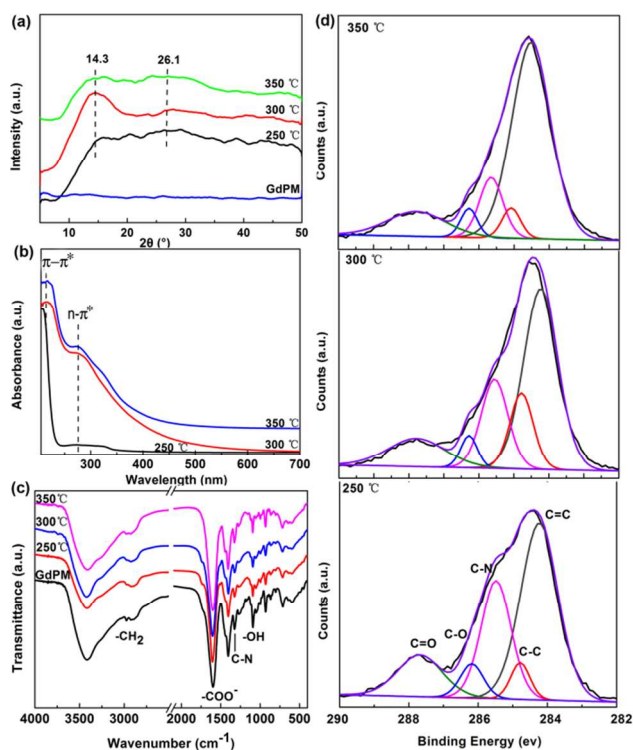 (a)
14.3
26.1
350 ℃
300 ℃
250 ℃
GdPM
Intensity (a.u.)
10 20 30 40 50
2θ (°)
(b)
π–π*
n-π*
350℃
250 ℃
300 ℃
Absorbance (a.u.)
300 400 500 600 700
Wavelength (nm)
(c)
350℃
300℃
250℃
GdPM
-CH2
-COO-
C-N
-OH
Transmittance (a.u.)
4000 3000 2000 1500 1000 500
Wavenumber (cm-1)
(d)
350 ℃
Counts (a.u.)
300 ℃
Counts (a.u.)
250 ℃
C=C
C-N
C-O
C=O
C-C
Counts (a.u.)
290 288 286 284 282
Binding Energy (ev)